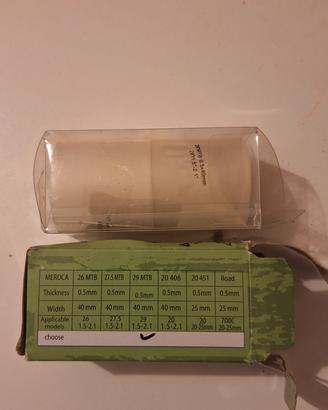 MEROCA 26 MTB 27.5 MTB 29 MTB 20 406 20 451 Road
Thickness 0.5mm 0.5mm 0.5mm 0.5mm 0.5mm 0.5mm
Width 40 mm 40 mm 40 mm 40 mm 25 mm 25 mm
Applicable models 26 1.5-2.1 27.5 1.5-2.1 29 1.5-2.1 20 1.5-2.1 20 20-25mm 700C 20-25mm
choose